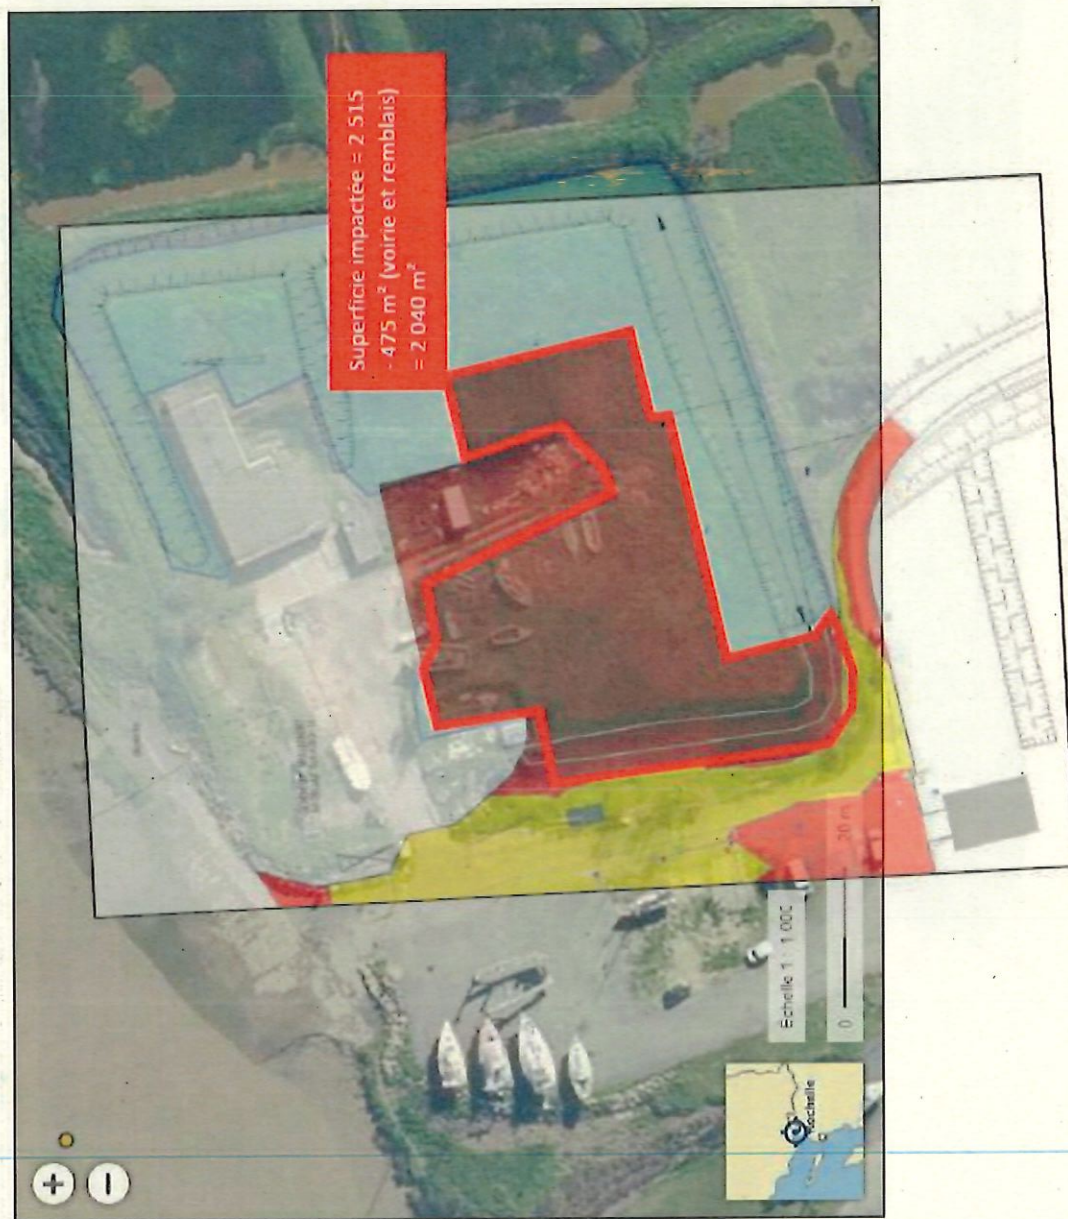 Superficie impactée = 2 515
- 475 m² (voirie et remblais)
= 2 040 m²
Echelle 1 : 1 000
0 20 m
Rochelle